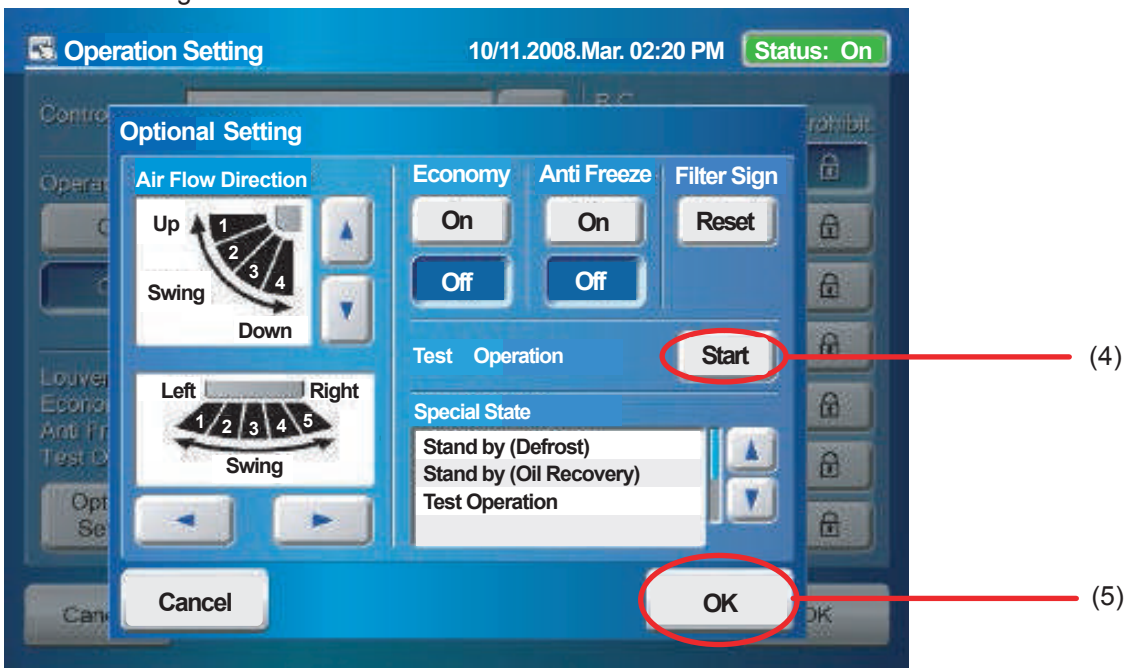 Operation Setting 10/11.2008.Mar. 02:20 PM Status: On
Optional Setting
Air Flow Direction
Up
1
2
3
4
Swing
Down
Left Right
1 2 3 4 5
Swing
Economy Anti Freeze Filter Sign
On On Reset
Off Off
Test Operation Start
(4)
Special State
Stand by (Defrost)
Stand by (Oil Recovery)
Test Operation
Cancel OK
(5)